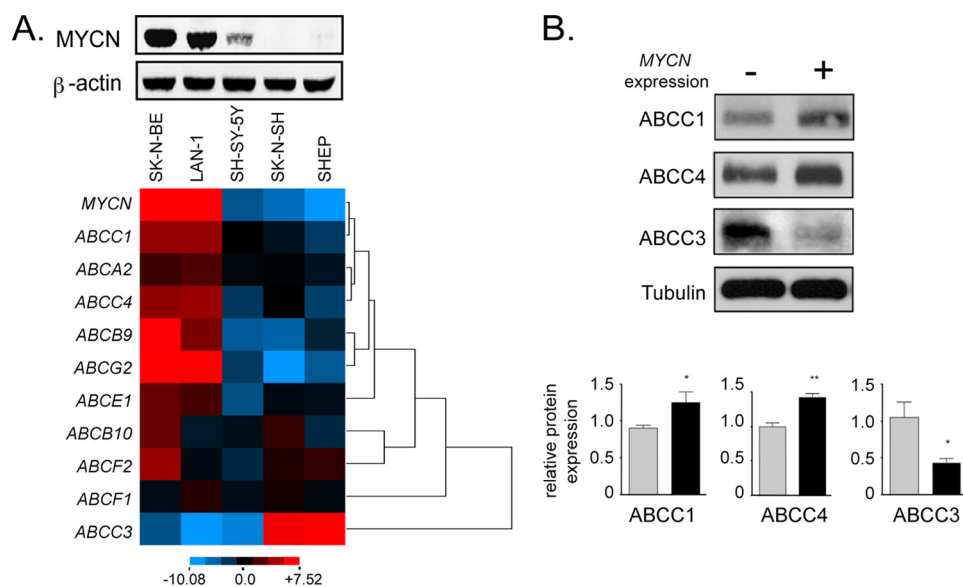 A.
MYCN
β-actin
SK-N-BE
LAN-1
SH-SY-5Y
SK-N-SH
SHEP
MYCN
ABCC1
ABCA2
ABCC4
ABCB9
ABCG2
ABCE1
ABCB10
ABCF2
ABCF1
ABCC3
-10.08 0.0 +7.52
B.
MYCN
expression
- +
ABCC1
ABCC4
ABCC3
Tubulin
relative protein
expression
1.5
1.0
0.5
0
*
ABCC1
1.5
1.0
0.5
0
**
ABCC4
1.5
1.0
0.5
0
*
ABCC3